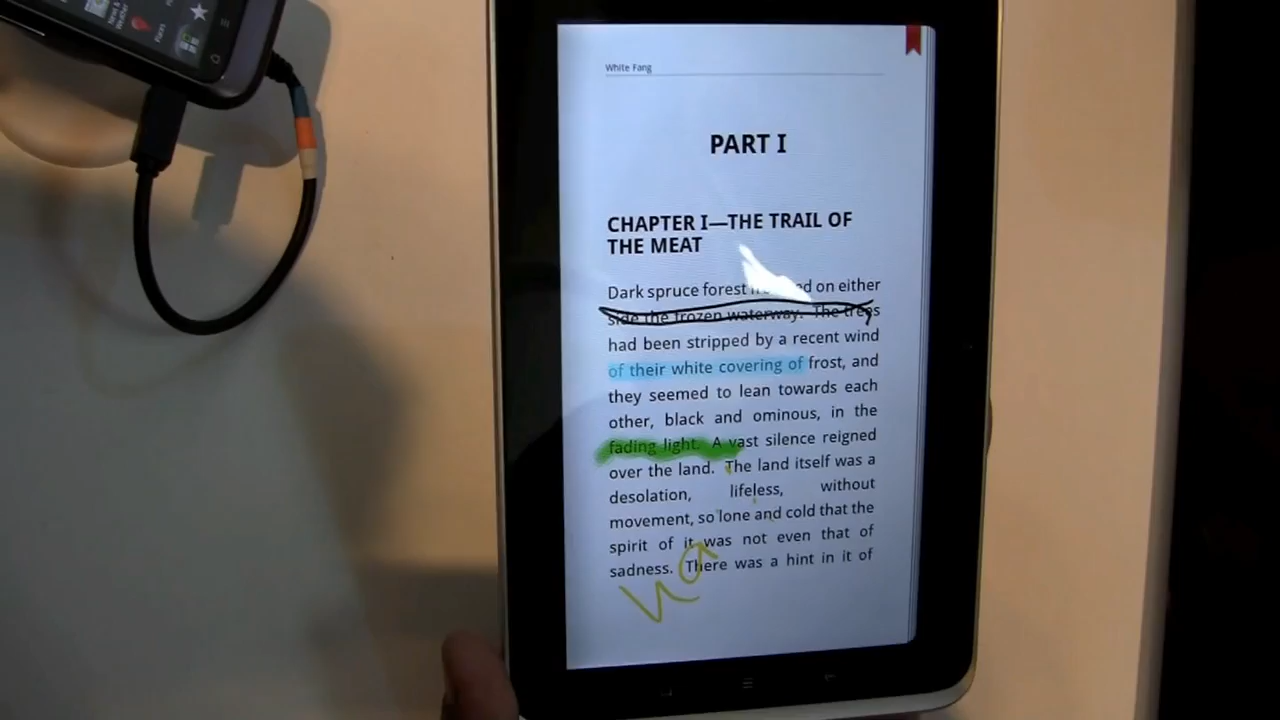 White Fang
PART I
CHAPTER I—THE TRAIL OF
THE MEAT
Dark spruce forest on either
side the frozen waterway. The trees
had been stripped by a recent wind
of their white covering of frost, and
they seemed to lean towards each
other, black and ominous, in the
fading light. A vast silence reigned
over the land. The land itself was a
desolation, lifeless, without
movement, so lone and cold that the
spirit of it was not even that of
sadness. There was a hint in it of